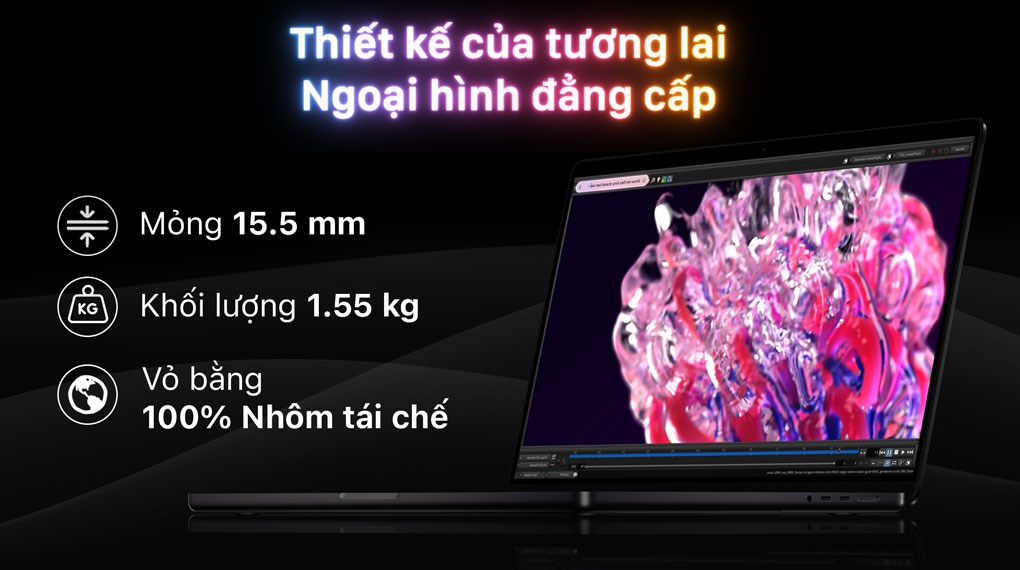 Thiết kế của tương lai
Ngoại hình đẳng cấp
Mỏng 15.5 mm
KG
Khối lượng 1.55 kg
Vỏ bằng
100% Nhôm tái chế